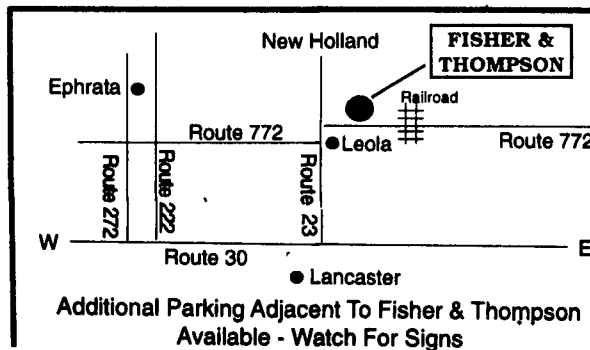 New Holland
FISHER &
THOMPSON
Ephrata
Railroad
Route 772
Leola
Route 772
Route 272
Route 222
Route 23
W
E
Route 30
Lancaster
Additional Parking Adjacent To Fisher & Thompson
Available - Watch For Signs